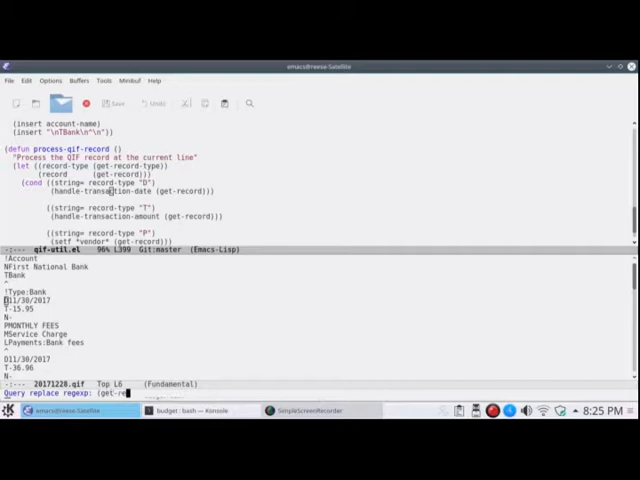 emacs@reese-Satellite
File Edit Options Buffers Tools Minibuf Help
Save Undo
(insert account-name)
(insert "\nTBank\n^\n"))
(defun process-qif-record ()
"Process the QIF record at the current line"
(let ((record-type (get-record-type))
(record (get-record)))
(cond ((string= record-type "D")
(handle-transaction-date (get-record)))
((string= record-type "T")
(handle-transaction-amount (get-record)))
((string= record-type "P")
(setf *vendor* (get-record)))
-:--- qif-util.el 96% L399 Git:master (Emacs-Lisp)
!Account
NFirst National Bank
TBank
^
!Type:Bank
D11/30/2017
T-15.95
N-
PMONTHLY FEES
MService Charge
LPayments:Bank fees
^
D11/30/2017
T-36.96
N-
-:--- 20171228.qif Top L6 (Fundamental)
Query replace regexp: (get-re
emacs@reese-Satellite budget : bash — Konsole SimpleScreenRecorder 8:25 PM